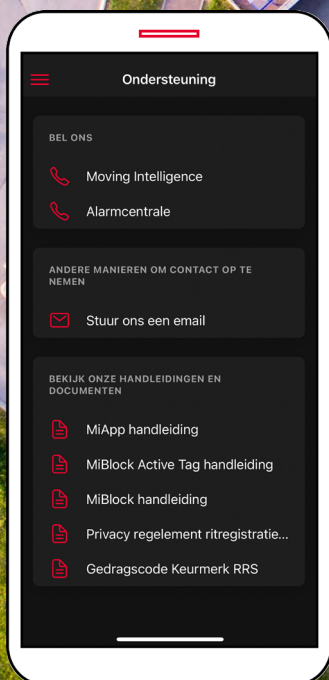 Ondersteuning
BEL ONS
Moving Intelligence
Alarmcentrale
ANDERE MANIEREN OM CONTACT OP TE
NEMEN
Stuur ons een email
BEKIJK ONZE HANDLEIDINGEN EN
DOCUMENTEN
MiApp handleiding
MiBlock Active Tag handleiding
MiBlock handleiding
Privacy regelement ritregistratie...
Gedragscode Keurmerk RRS